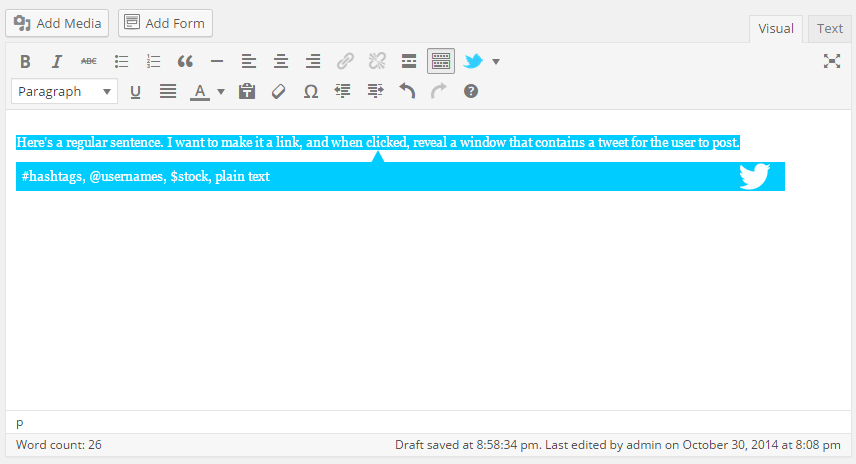 Add Media Add Form
Visual Text
B I ABC
Paragraph U A Ω ?
Here's a regular sentence. I want to make it a link, and when clicked, reveal a window that contains a tweet for the user to post.
#hashtags, @usernames, $stock, plain text
p
Word count: 26 Draft saved at 8:58:34 pm. Last edited by admin on October 30, 2014 at 8:08 pm